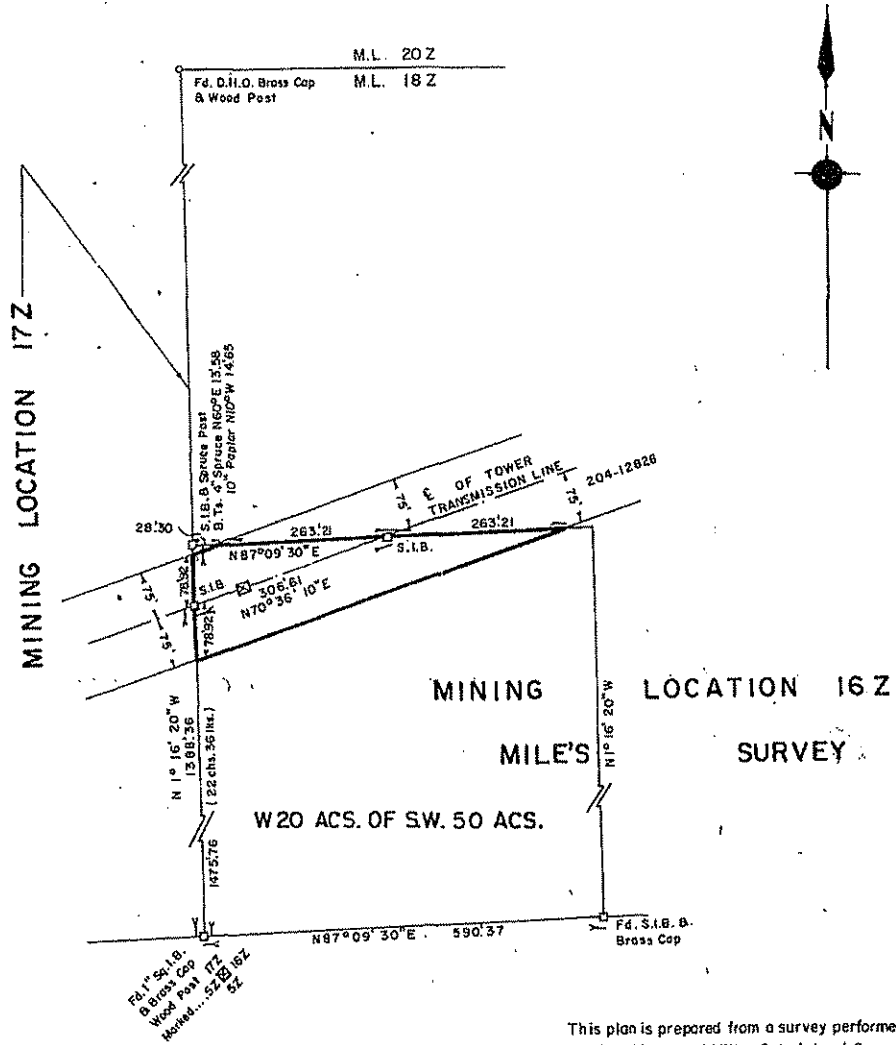 M.L. 20 Z
Fd. D.H.O. Brass Cap
& Wood Post
M.L. 18 Z
N
MINING LOCATION 17 Z
S.I.B. & Spruce Post
B.Ts. 4" Spruce N60°E 13.58
10" Poplar N10°W 14.65
28.30
263.21
263.21
N87°09'30"E
S.I.B.
75'
75'
℄ OF TOWER
TRANSMISSION LINE
204-12826
78.92
S.I.B.
306.61
N70°36'10"E
75'
75'
78.92
MINING LOCATION 16 Z
MILE'S SURVEY
N 1° 16' 20" W
1388.36
(22 chs. 36 lks.)
1475.76
N 1° 16' 20" W
W 20 ACS. OF S.W. 50 ACS.
N87°09'30"E. 590.37
Fd. S.I.B. &
Brass Cap
Fd. 1" Sq. I.B.
& Brass Cap
Wood Post 17Z
Marked....5Z 16Z
5Z
This plan is prepared from a survey performe